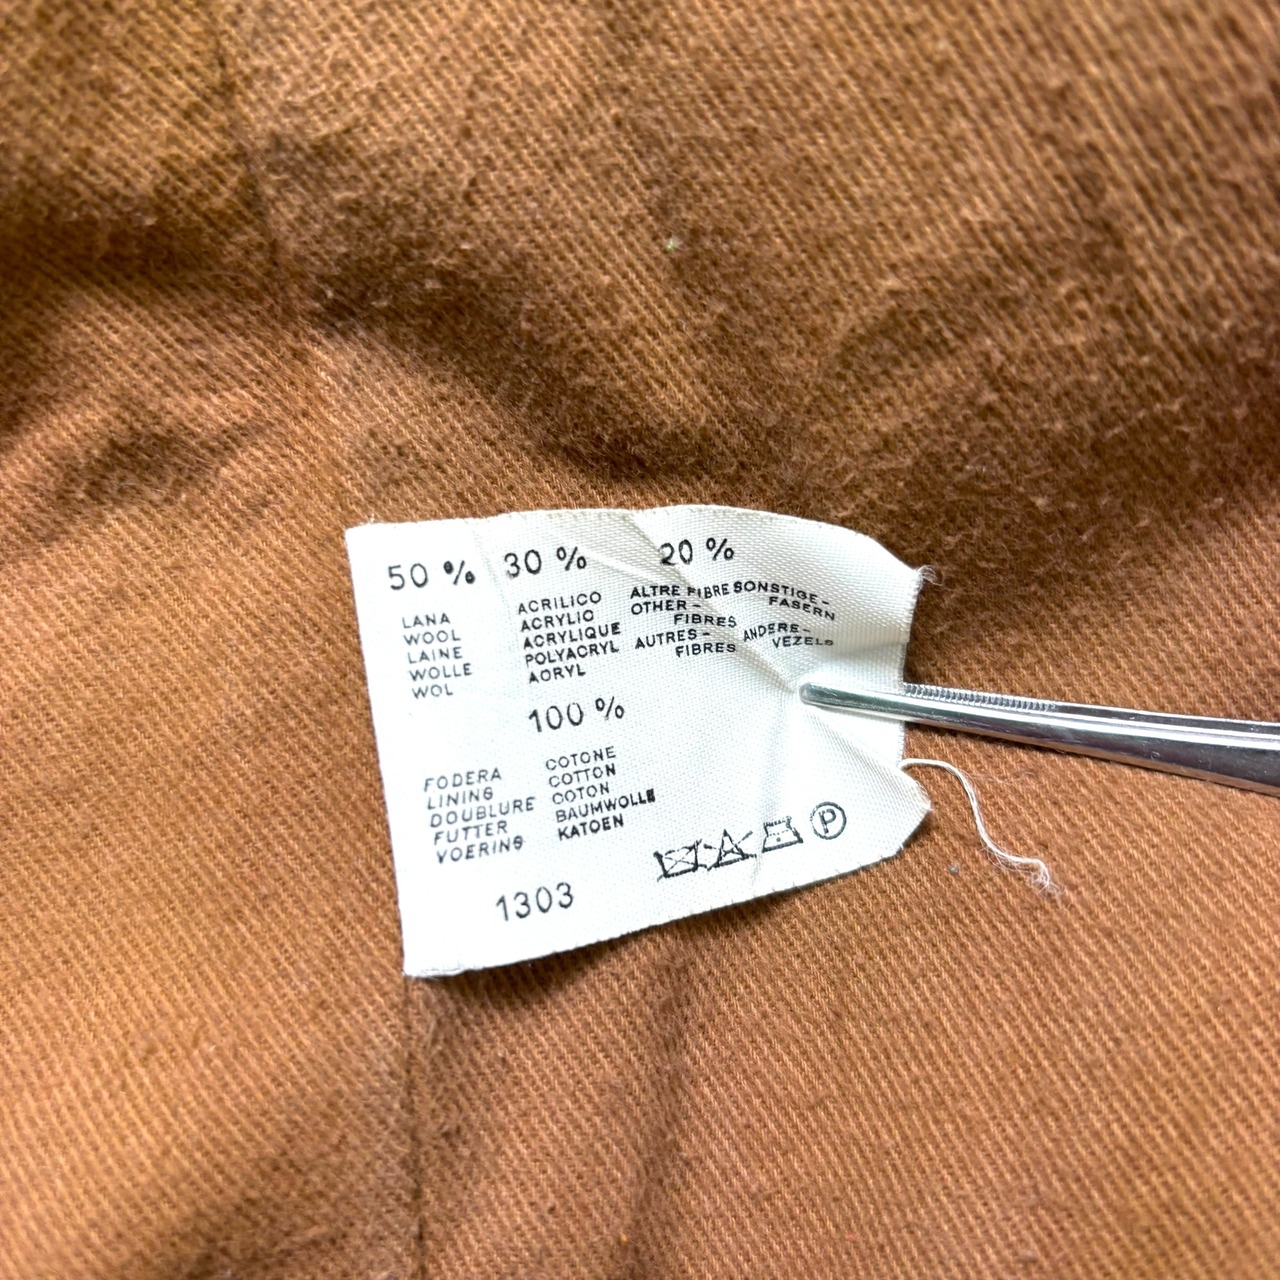 50 % 30 % 20 %
LANA
WOOL
LAINE
WOLLE
WOL
ACRILICO
ACRYLIC
ACRYLIQUE
POLYACRYL
AORYL
ALTRE FIBRE
OTHER-
FIBRES
AUTRES-
FIBRES
SONSTIGE-
FASERN
ANDERE-
VEZELS
100 %
FODERA
LINING
DOUBLURE
FUTTER
VOERING
COTONE
COTTON
COTON
BAUMWOLLE
KATOEN
P
1303